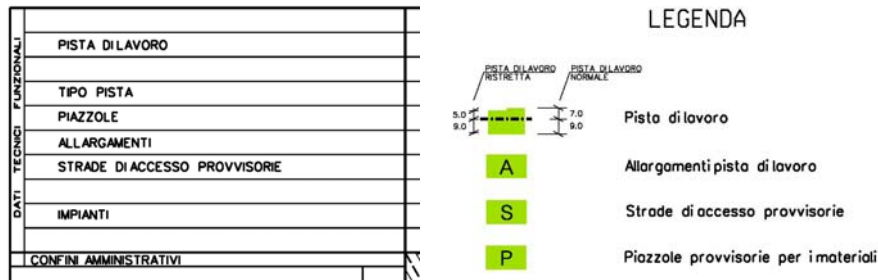 DATI TECNICI FUNZIONALI
PISTA DI LAVORO
TIPO PISTA
PIAZZOLE
ALLARGAMENTI
STRADE DI ACCESSO PROVVISORIE
IMPIANTI
CONFINI AMMINISTRATIVI
LEGENDA
PISTA DI LAVORO RISTRETTA
PISTA DI LAVORO NORMALE
5.0
9.0
7.0
9.0
Pista di lavoro
A
Allargamenti pista di lavoro
S
Strade di accesso provvisorie
P
Piazzole provvisorie per i materiali